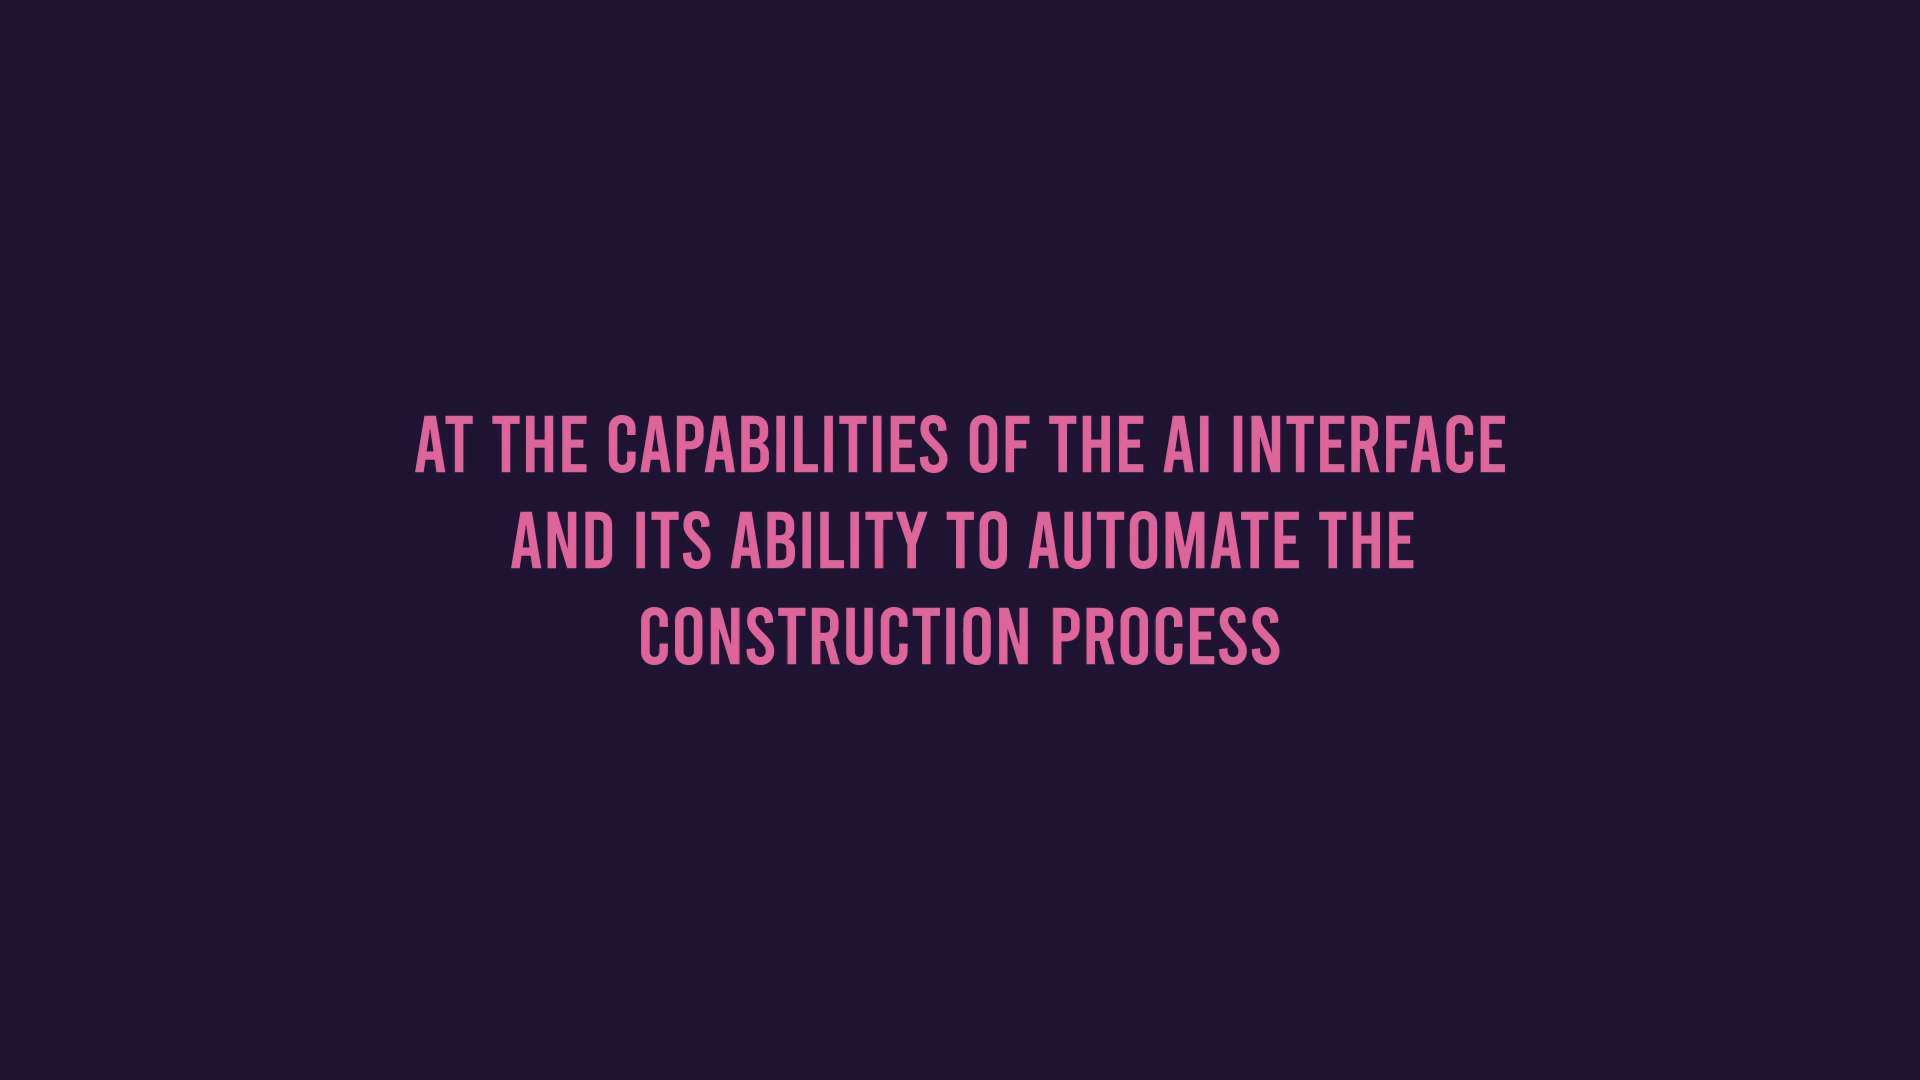 AT THE CAPABILITIES OF THE AI INTERFACE
AND ITS ABILITY TO AUTOMATE THE
CONSTRUCTION PROCESS